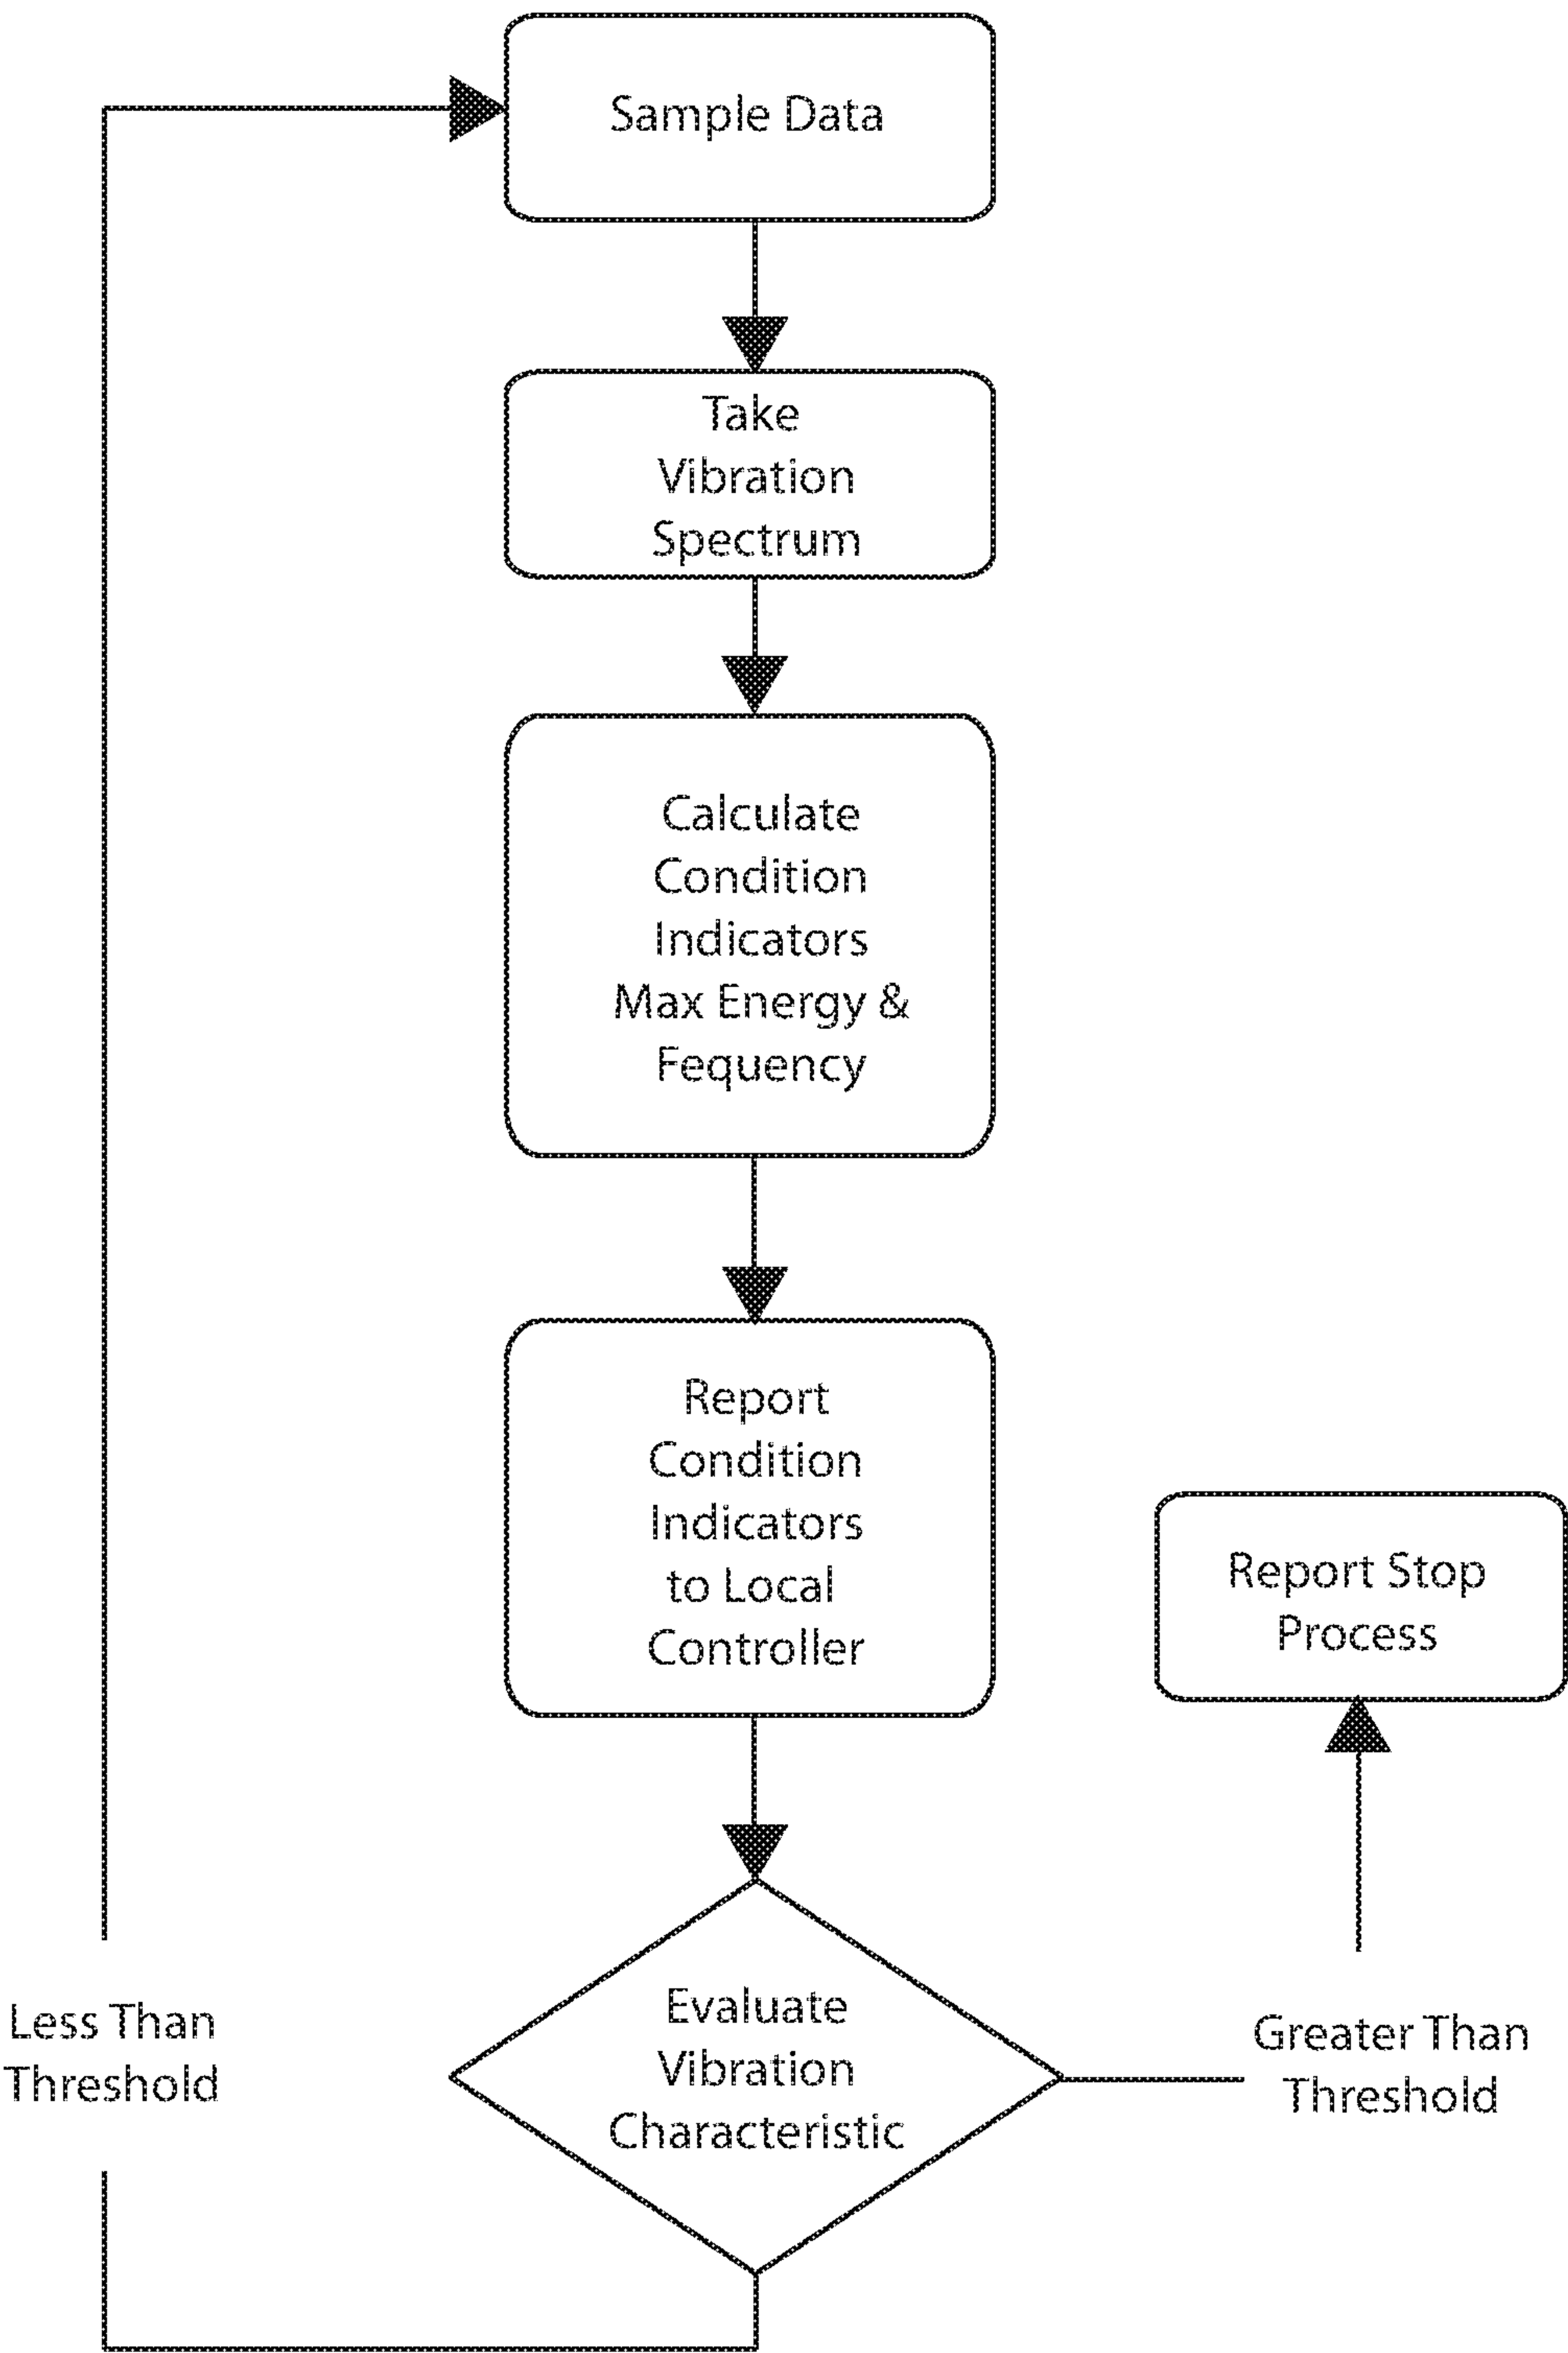 Sample Data
Take
Vibration
Spectrum
Calculate
Condition
Indicators
Max Energy &
Fequency
Report
Condition
Indicators
to Local
Controller
Report Stop
Process
Evaluate
Vibration
Characteristic
Less Than
Threshold
Greater Than
Threshold